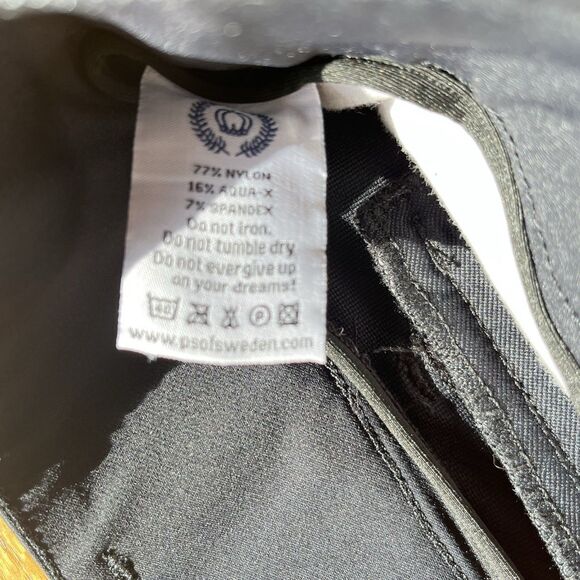 77% NYLON
16% AQUA-X
7% SPANDEX
Do not iron.
Do not tumble dry.
Do not ever give up
on your dreams!
40
www.psofsweden.com